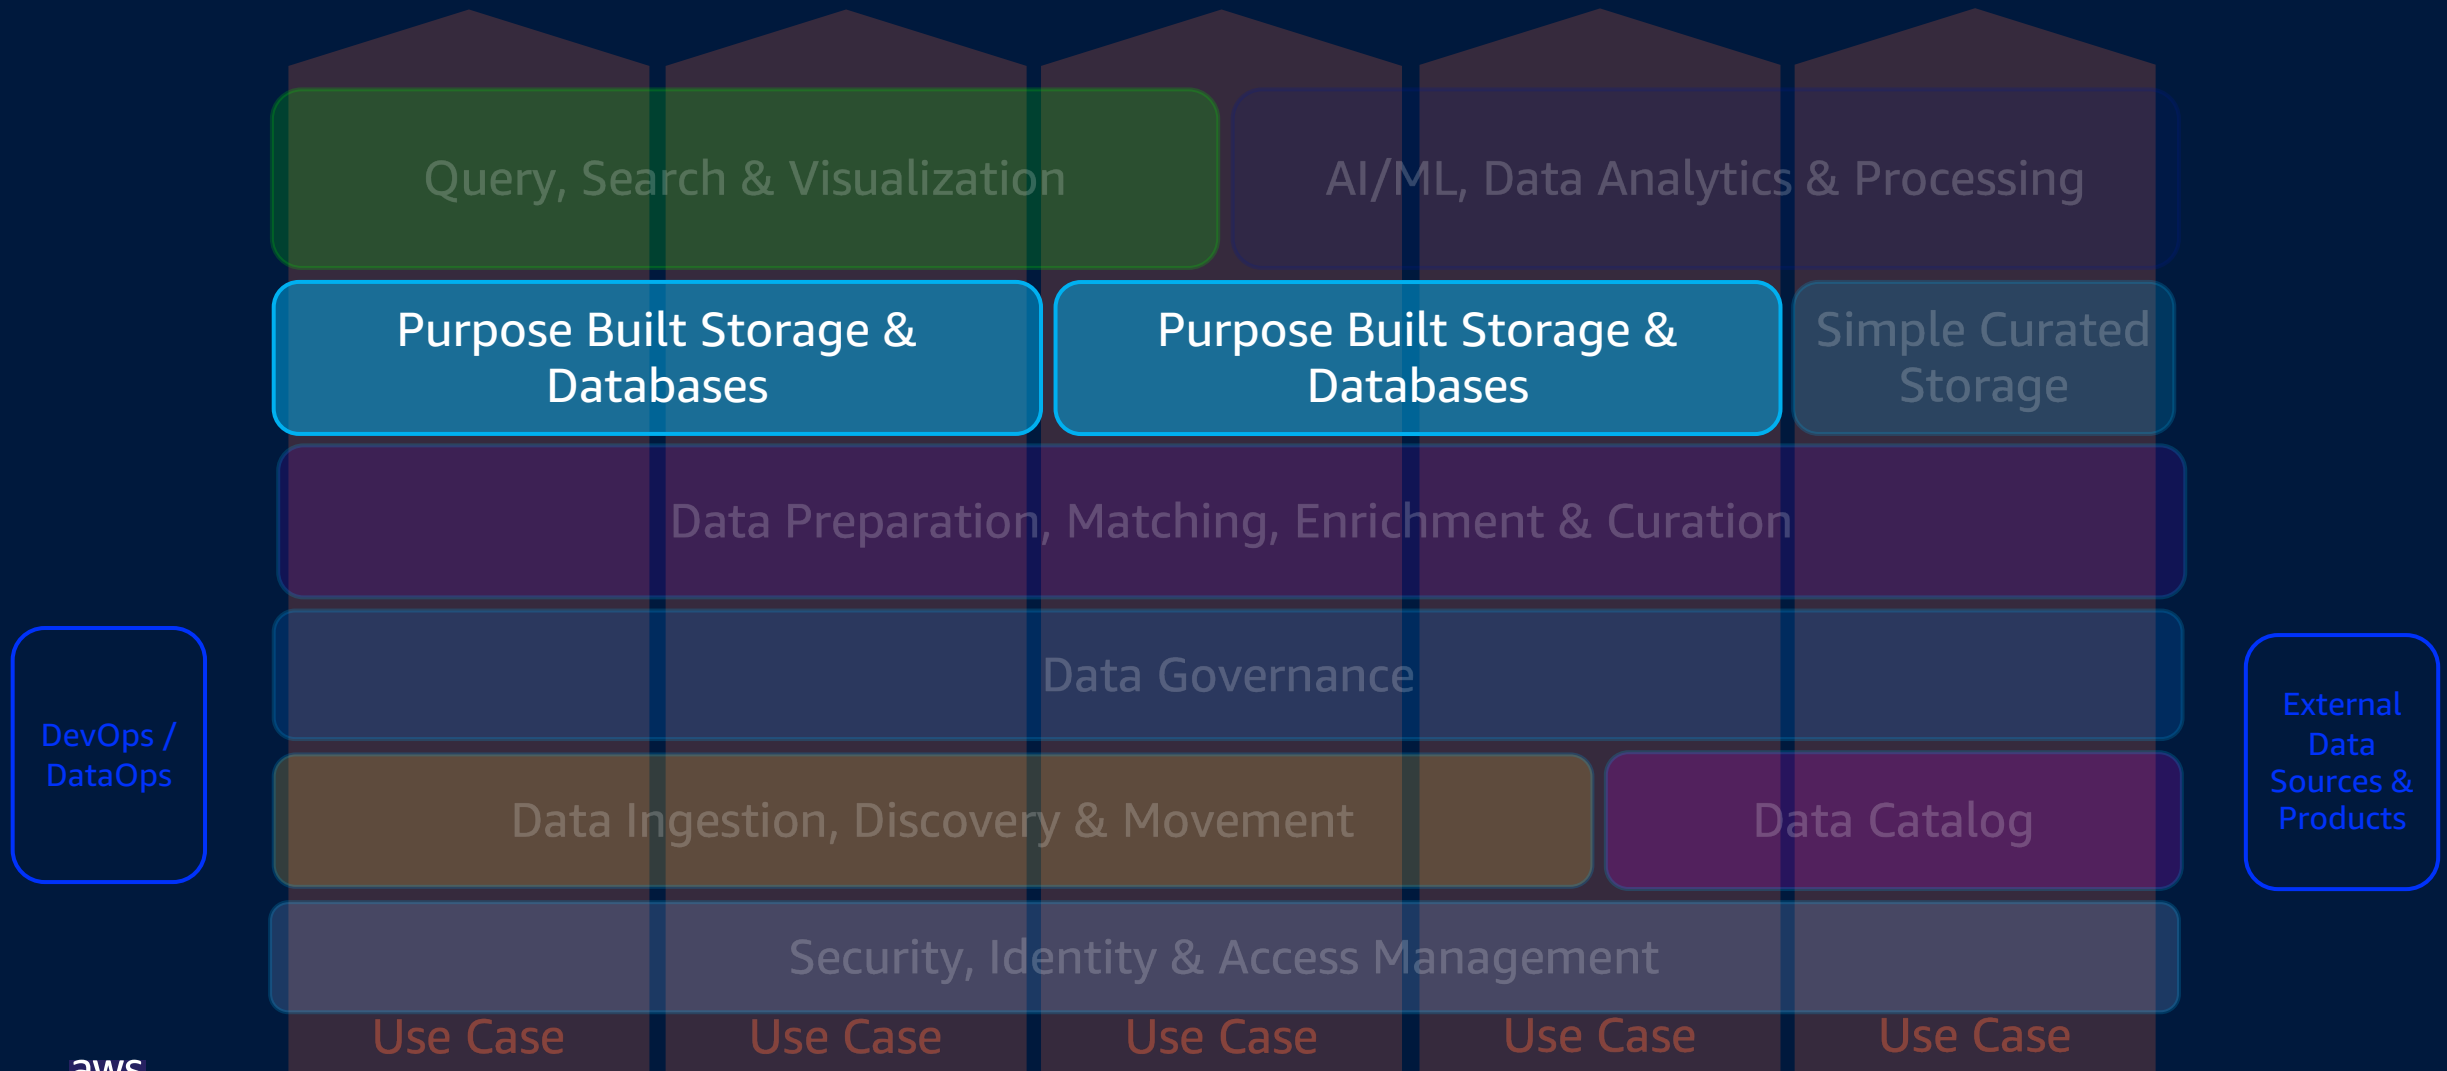 Query, Search & Visualization
AI/ML, Data Analytics & Processing
Purpose Built Storage &
Databases
Purpose Built Storage &
Databases
Simple Curated
Storage
Data Preparation, Matching, Enrichment & Curation
Data Governance
DevOps /
DataOps
External
Data
Sources &
Products
Data Ingestion, Discovery & Movement
Data Catalog
Security, Identity & Access Management
Use Case
Use Case
Use Case
Use Case
Use Case
aws